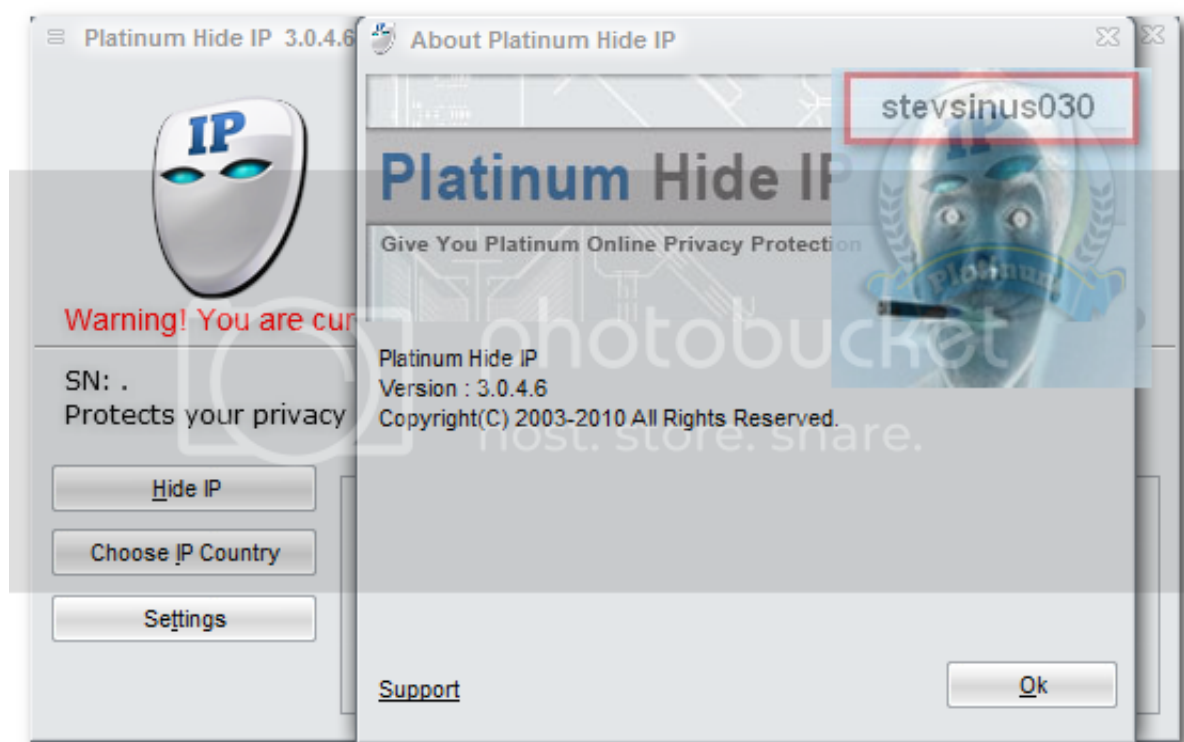 Platinum Hide IP 3.0.4.6
About Platinum Hide IP
IP
stevsinus030
IP
Platinum Hide IP
Give You Platinum Online Privacy Protection
Platinum
Warning! You are cur
photobucket
host. store. share.
SN: .
Protects your privacy
Platinum Hide IP
Version : 3.0.4.6
Copyright(C) 2003-2010 All Rights Reserved.
Hide IP
Choose IP Country
Settings
Support
Ok